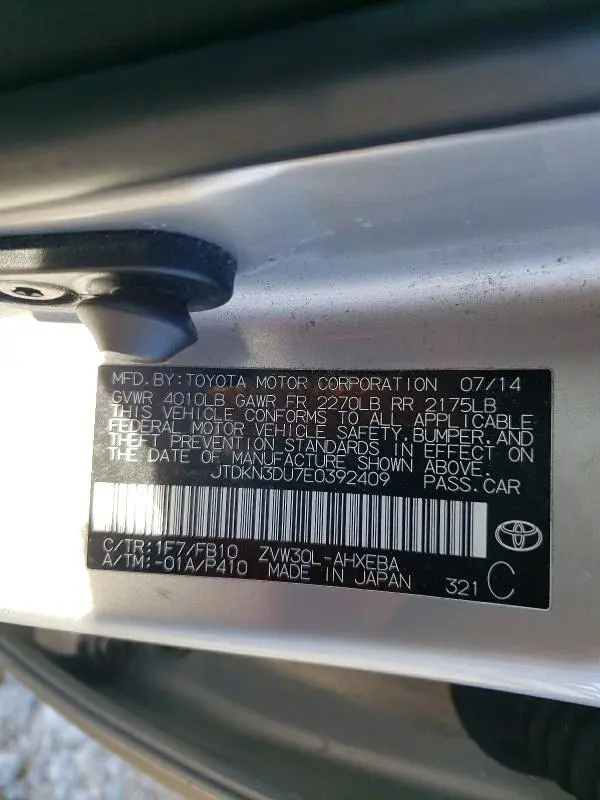 MFD. BY: TOYOTA MOTOR CORPORATION 07/14
GVWR 4010LB GAWR FR 2270LB RR 2175LB
THIS VEHICLE CONFORMS TO ALL APPLICABLE
FEDERAL MOTOR VEHICLE SAFETY, BUMPER, AND
THEFT PREVENTION STANDARDS IN EFFECT ON
THE DATE OF MANUFACTURE SHOWN ABOVE.
JTDKN3DU7E0392409 PASS. CAR
C/TR: 1F7/FB10 ZVW30L-AHXEBA
A/TM: -01A/P410 MADE IN JAPAN 321 C